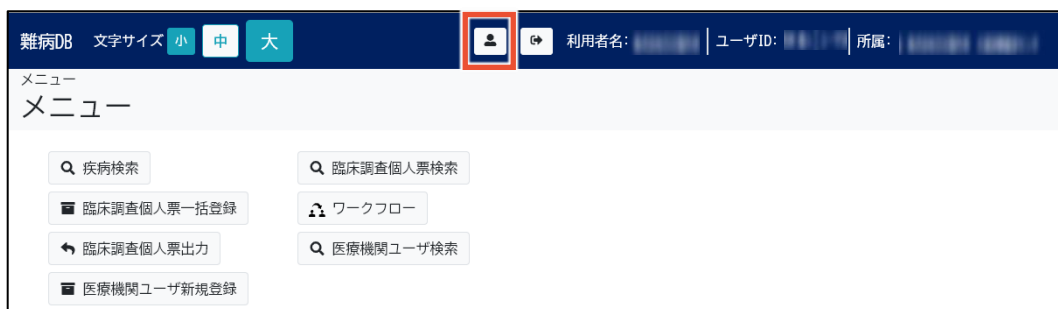 難病DB 文字サイズ 小 中 大 利用者名: ユーザID: 所属:
メニュー
メニュー
疾病検索 臨床調査個人票検索
臨床調査個人票一括登録 ワークフロー
臨床調査個人票出力 医療機関ユーザ検索
医療機関ユーザ新規登録